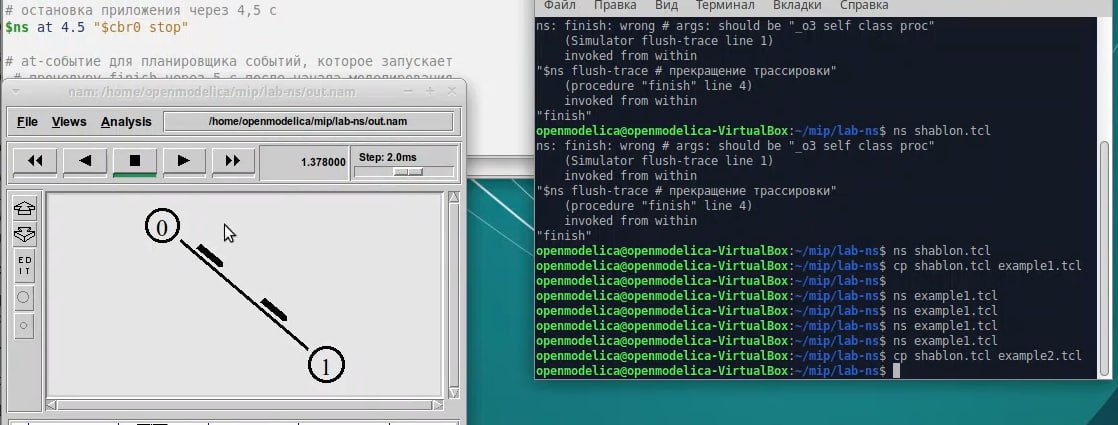 # остановка приложения через 4,5 с
$ns at 4.5 "$cbr0 stop"
# at-событие для планировщика событий, которое запускает
# процедуру finish через 5 с после начала моделирования
nam:/home/openmodelica/mip/lab-ns/out.nam
File Views Analysis /home/openmodelica/mip/lab-ns/out.nam
1.378000 Step: 2.0ms
E D
I T
0
1
Файл Правка Вид Терминал Вкладки Справка
ns: finish: wrong # args: should be "_o3 self class proc"
(Simulator flush-trace line 1)
invoked from within
"$ns flush-trace # прекращение трассировки"
(procedure "finish" line 4)
invoked from within
"finish"
openmodelica@openmodelica-VirtualBox:~/mip/lab-ns$ ns shablon.tcl
ns: finish: wrong # args: should be "_o3 self class proc"
(Simulator flush-trace line 1)
invoked from within
"$ns flush-trace # прекращение трассировки"
(procedure "finish" line 4)
invoked from within
"finish"
openmodelica@openmodelica-VirtualBox:~/mip/lab-ns$ ns shablon.tcl
openmodelica@openmodelica-VirtualBox:~/mip/lab-ns$ cp shablon.tcl example1.tcl
openmodelica@openmodelica-VirtualBox:~/mip/lab-ns$
openmodelica@openmodelica-VirtualBox:~/mip/lab-ns$ ns example1.tcl
openmodelica@openmodelica-VirtualBox:~/mip/lab-ns$ ns example1.tcl
openmodelica@openmodelica-VirtualBox:~/mip/lab-ns$ ns example1.tcl
openmodelica@openmodelica-VirtualBox:~/mip/lab-ns$ ns example1.tcl
openmodelica@openmodelica-VirtualBox:~/mip/lab-ns$ cp shablon.tcl example2.tcl
openmodelica@openmodelica-VirtualBox:~/mip/lab-ns$